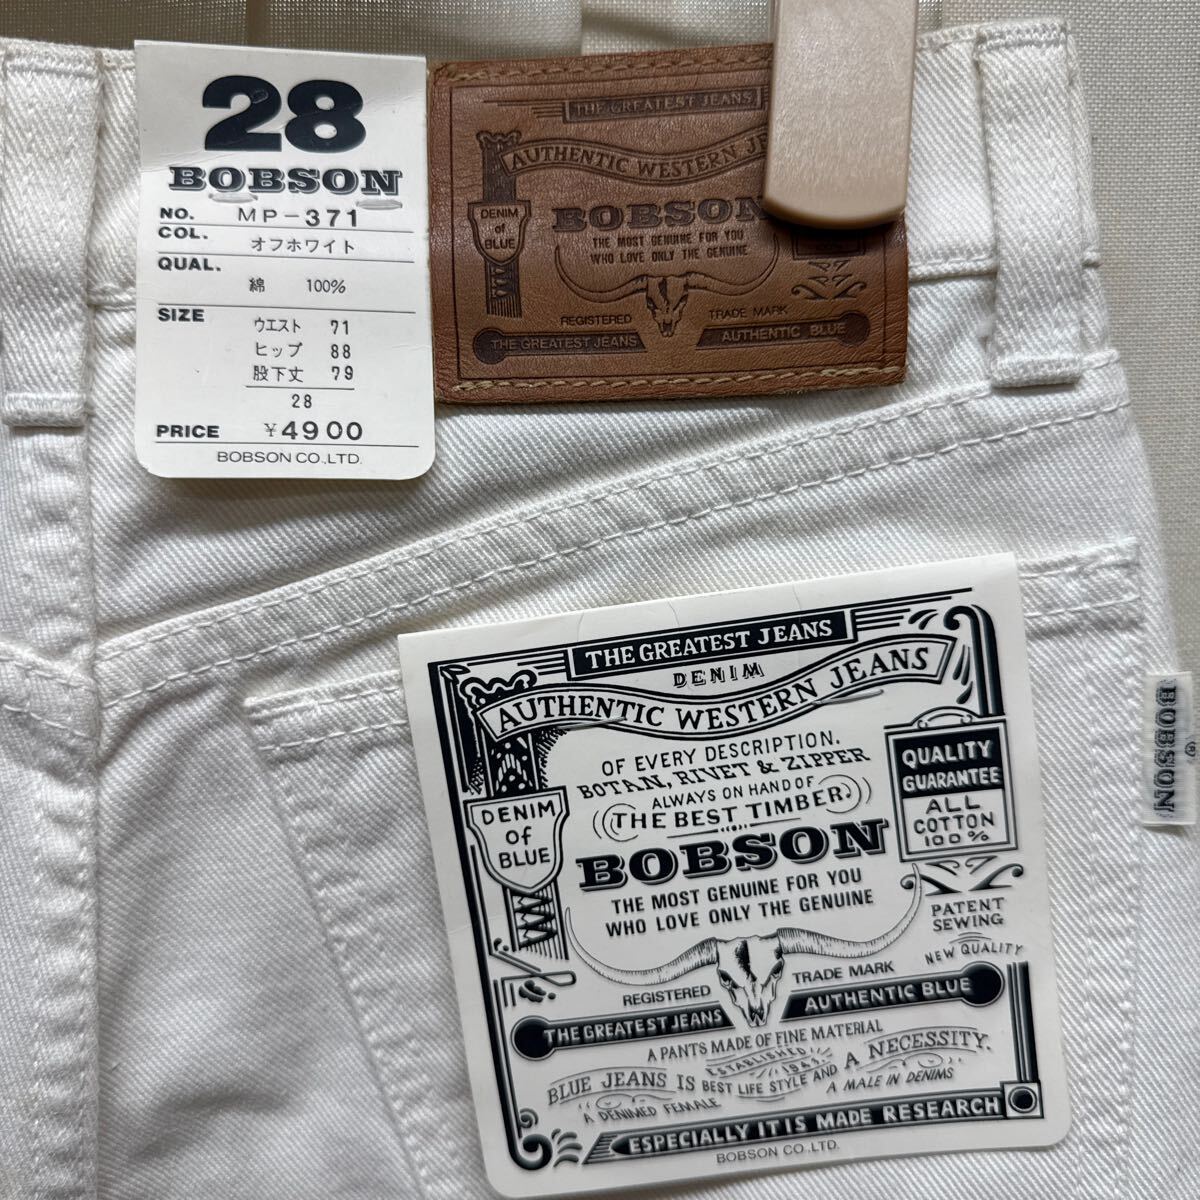 28
BOBSON
NO. MP-371
COL.
オフホワイト
QUAL.
綿 100%
SIZE
ウエスト 71
ヒップ 88
股下丈 79
28
PRICE ¥4900
BOBSON CO.,LTD.
THE GREATEST JEANS
AUTHENTIC WESTERN
DENIM
of
BLUE
BOBSON
THE MOST GENUINE FOR YOU
WHO LOVE ONLY THE GENUINE
REGISTERED TRADE MARK
THE GREATEST JEANS AUTHENTIC BLUE
THE GREATEST JEANS
DENIM
AUTHENTIC WESTERN JEANS
OF EVERY DESCRIPTION.
BOTAN, RIVET & ZIPPER
ALWAYS ON HAND OF
THE BEST TIMBER.
DENIM
of
BLUE
QUALITY
GUARANTEE
ALL
COTTON
100%
BOBSON
THE MOST GENUINE FOR YOU
WHO LOVE ONLY THE GENUINE
PATENT
SEWING
NEW QUALITY
REGISTERED TRADE MARK
THE GREATEST JEANS AUTHENTIC BLUE
A PANTS MADE OF FINE MATERIAL
ESTABLISHED
BLUE JEANS IS BEST LIFE STYLE AND A NECESSITY.
A DENIMED FEMALE A MALE IN DENIMS
ESPECIALLY IT IS MADE RESEARCH
BOBSON CO.,LTD.
BOBSON